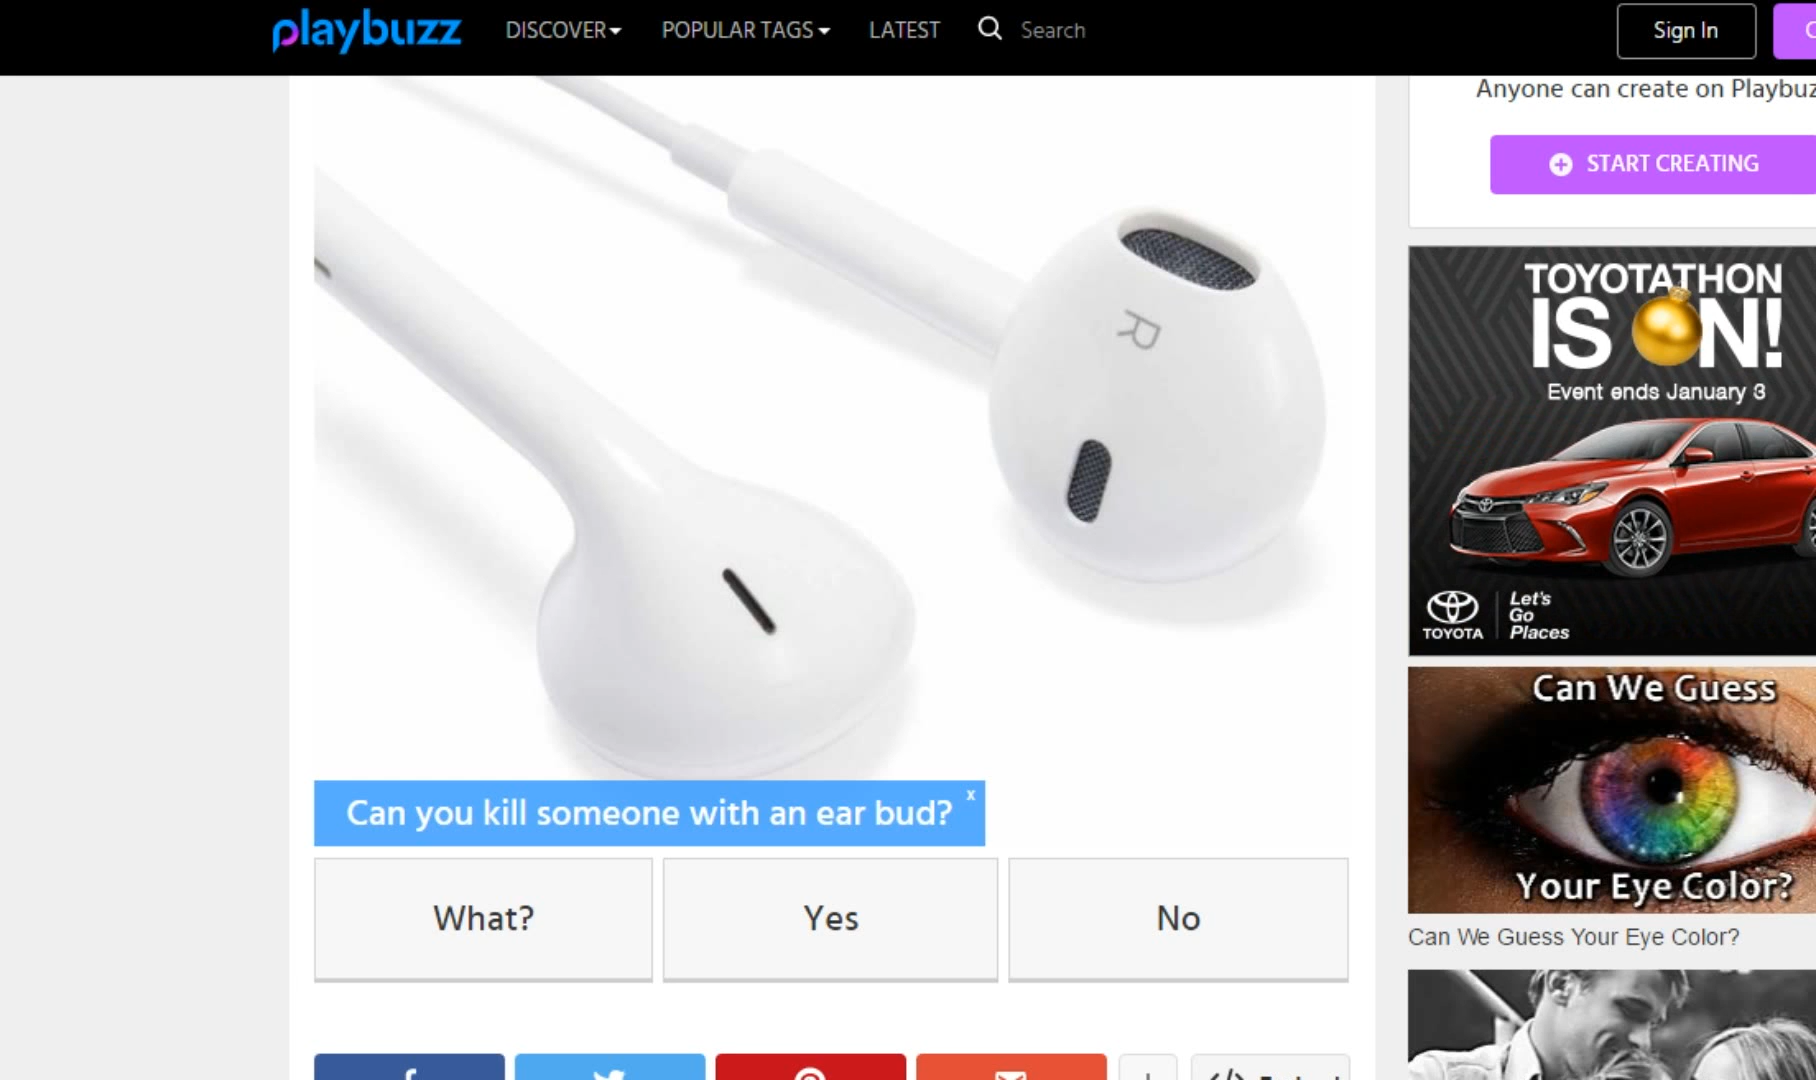 playbuzz
DISCOVER
POPULAR TAGS
LATEST
Search
Sign In
Anyone can create on
START CREATING
R
TOYOTATHON
IS ON!
Event ends January 3
TOYOTA
Let's
Go
Places
Can We Guess
Your Eye Color?
Can We Guess Your Eye Color?
Can you kill someone with an ear bud?
x
What?
Yes
No